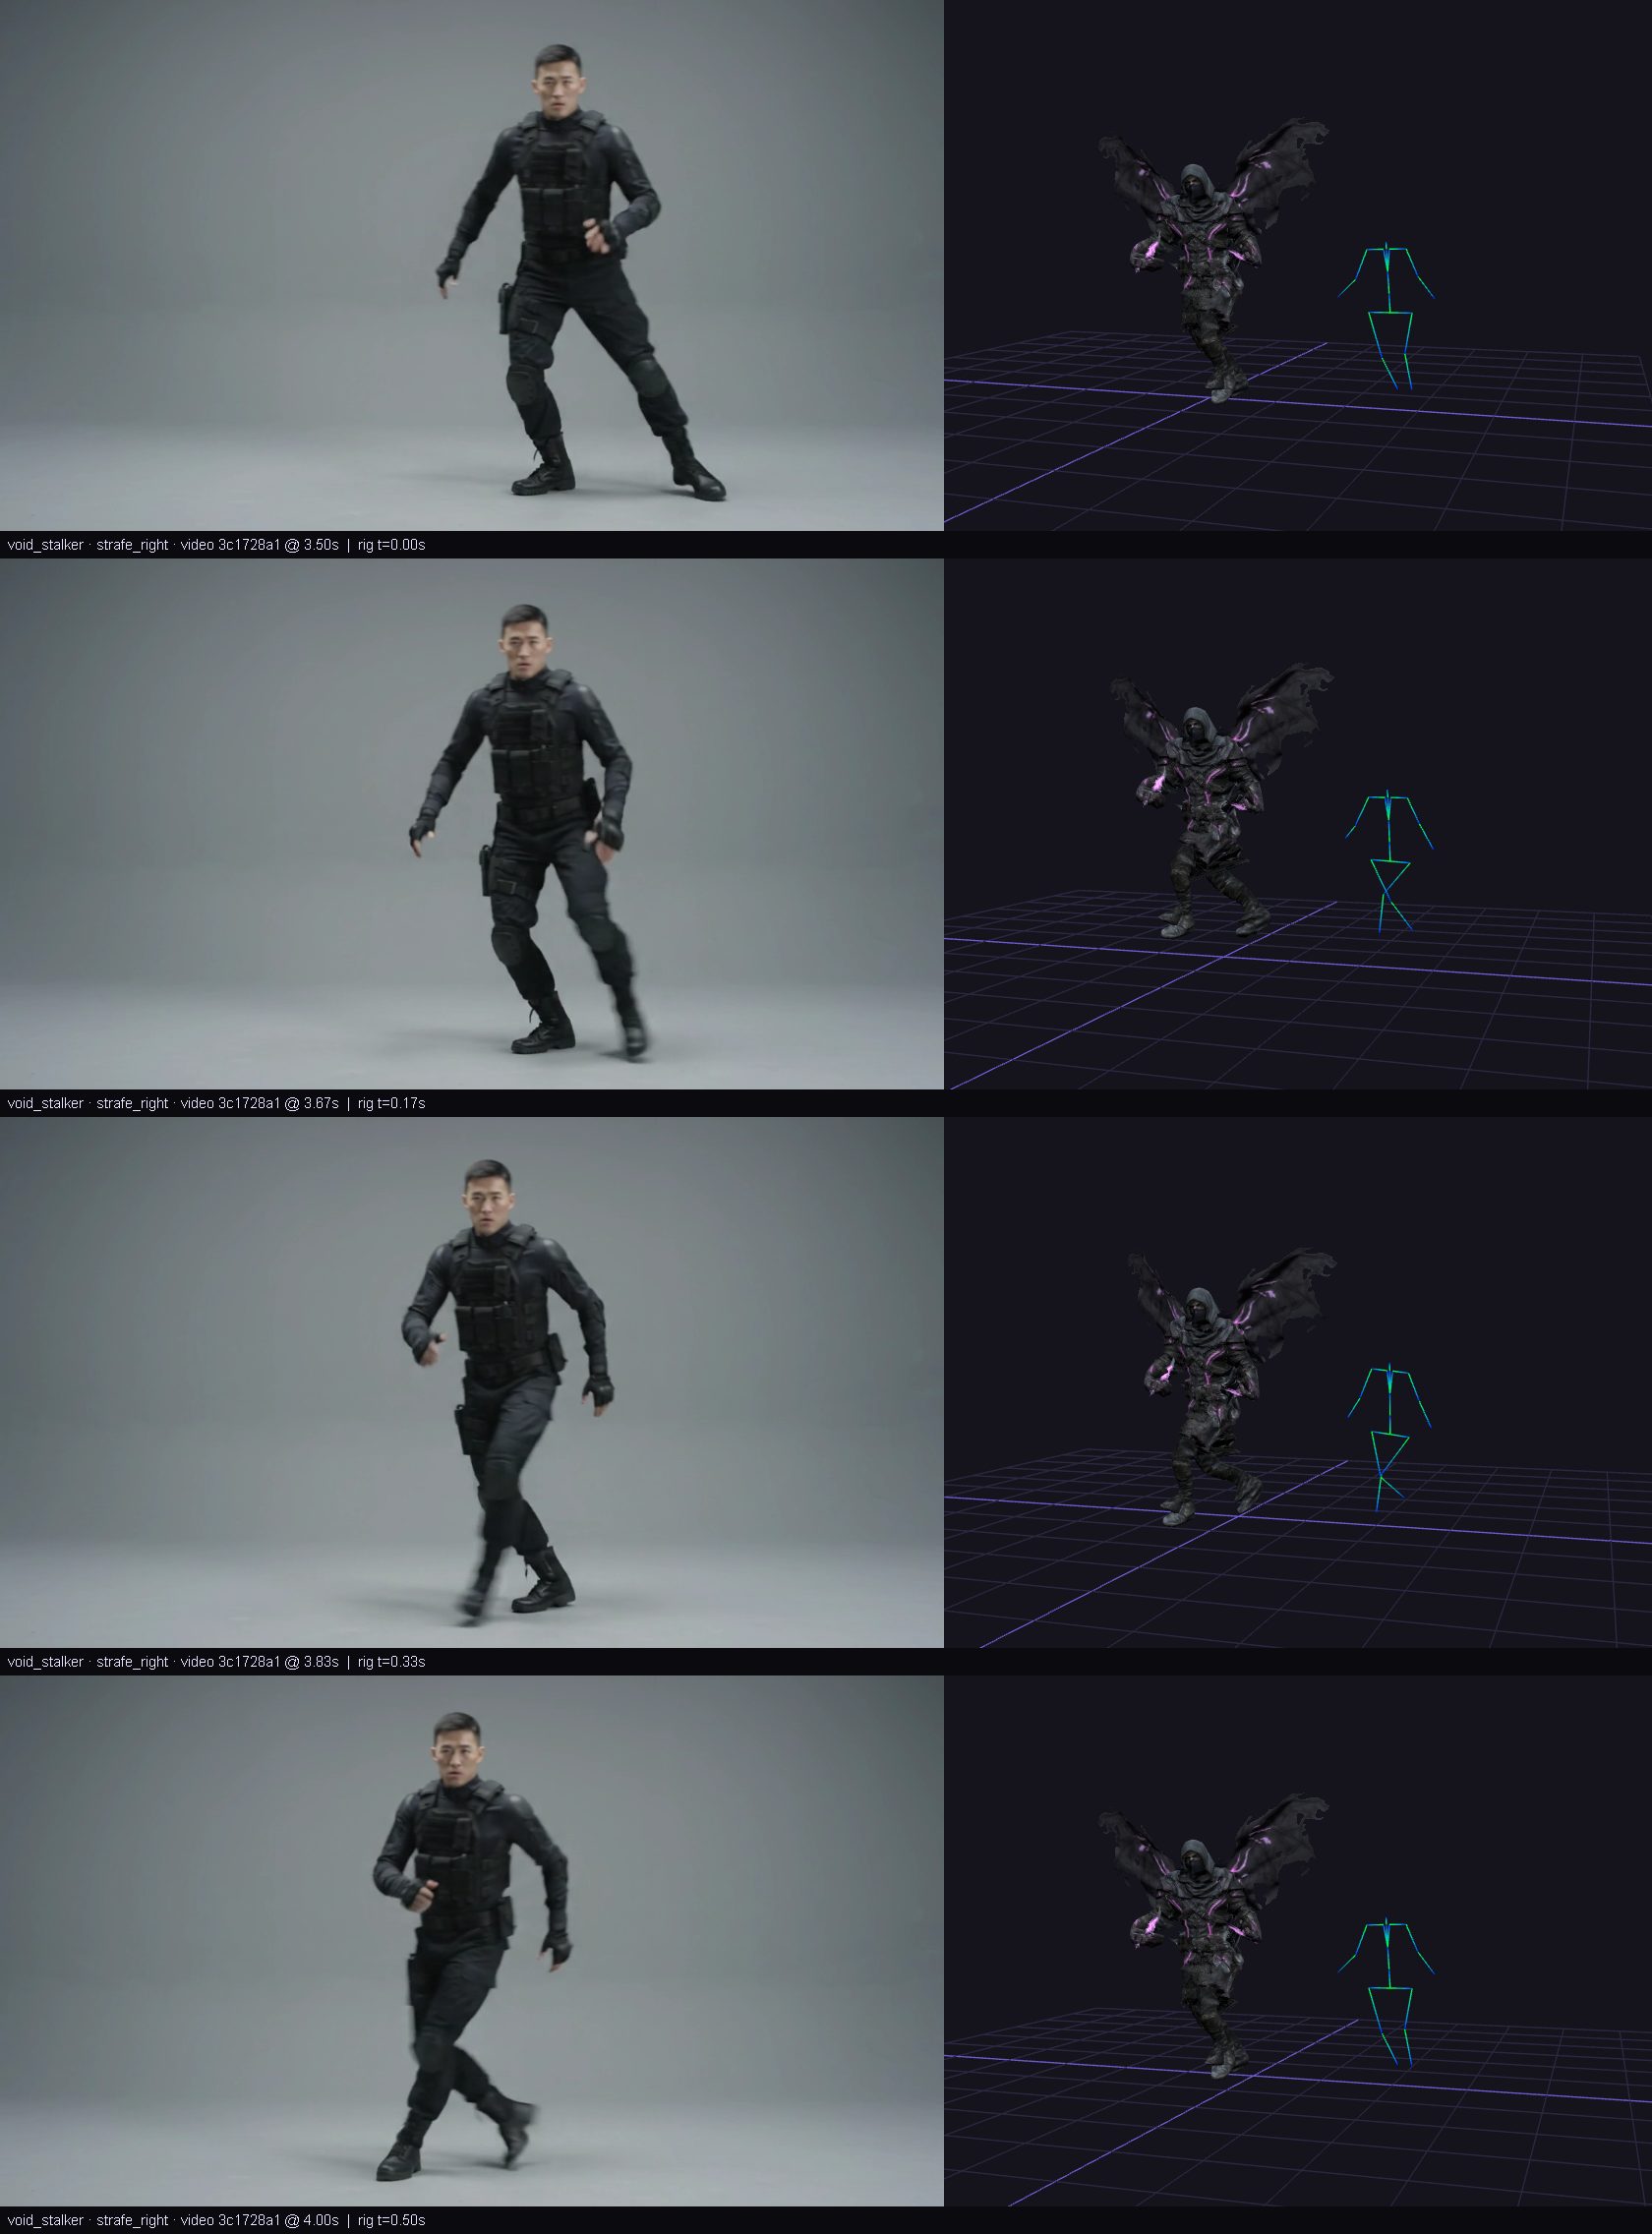 void_stalker · strafe_right · video 3c1728a1 @ 3.50s | rig t=0.00s
void_stalker · strafe_right · video 3c1728a1 @ 3.67s | rig t=0.17s
void_stalker · strafe_right · video 3c1728a1 @ 3.83s | rig t=0.33s
void_stalker · strafe_right · video 3c1728a1 @ 4.00s | rig t=0.50s